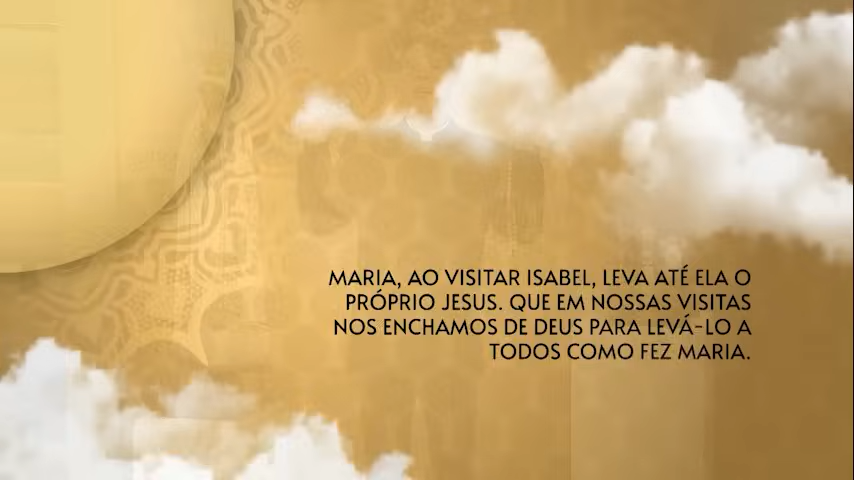 MARIA, AO VISITAR ISABEL, LEVA ATÉ ELA O
PRÓPRIO JESUS. QUE EM NOSSAS VISITAS
NOS ENCHAMOS DE DEUS PARA LEVÁ-LO A
TODOS COMO FEZ MARIA.